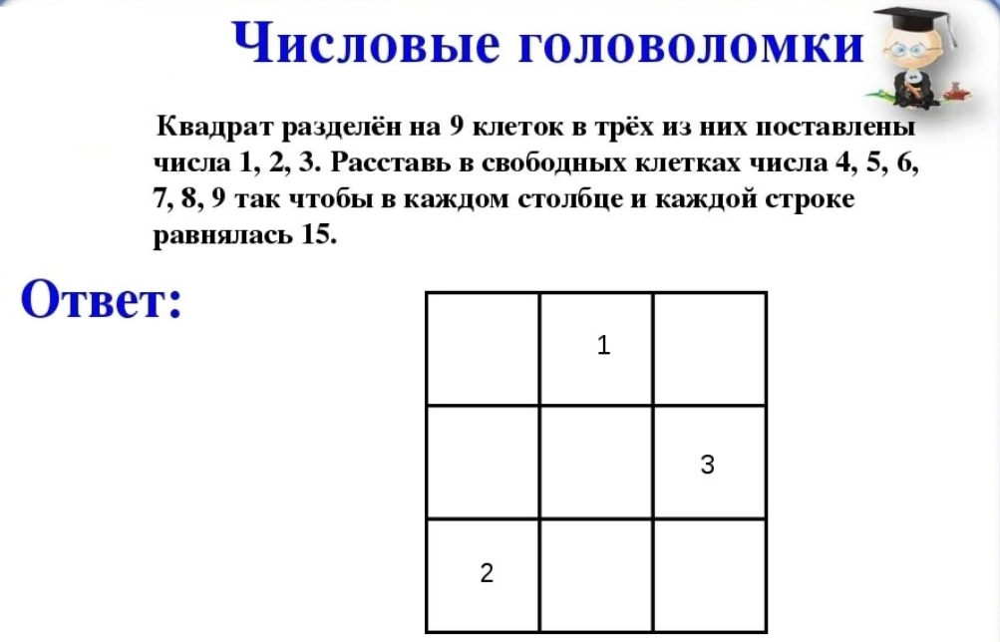 Числовые головоломки
Квадрат разделён на 9 клеток в трёх из них поставлены
числа 1, 2, 3. Расставь в свободных клетках числа 4, 5, 6,
7, 8, 9 так чтобы в каждом столбце и каждой строке
равнялась 15.
Ответ:
1
3
2